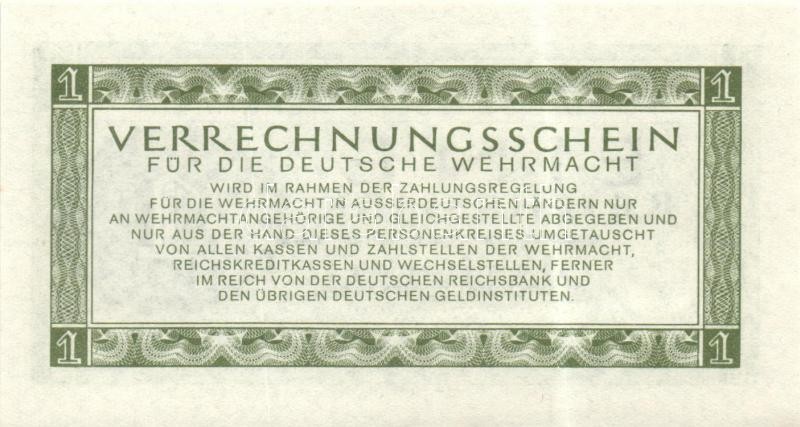 1 1
VERRECHNUNGSSCHEIN
FÜR DIE DEUTSCHE WEHRMACHT
WIRD IM RAHMEN DER ZAHLUNGSREGELUNG
FÜR DIE WEHRMACHT IN AUSSERDEUTSCHEN LÄNDERN NUR
AN WEHRMACHTANGEHÖRIGE UND GLEICHGESTELLTE ABGEGEBEN UND
NUR AUS DER HAND DIESES PERSONENKREISES UMGETAUSCHT
VON ALLEN KASSEN UND ZAHLSTELLEN DER WEHRMACHT,
REICHSKREDITKASSEN UND WECHSELSTELLEN, FERNER
IM REICH VON DER DEUTSCHEN REICHSBANK UND
DEN ÜBRIGEN DEUTSCHEN GELDINSTITUTEN.
1 1